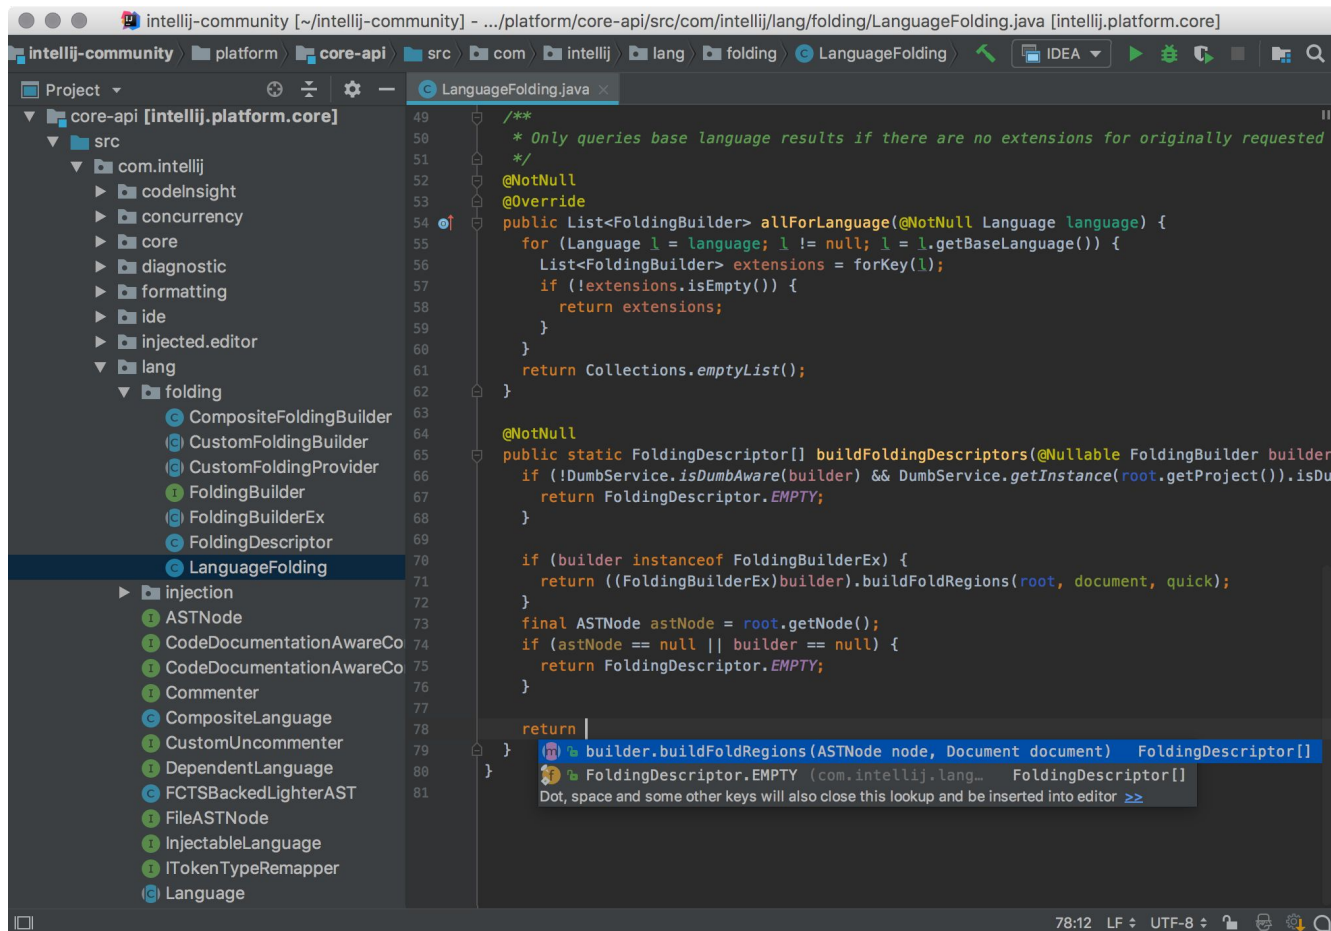 intellij-community [~/intellij-community] - .../platform/core-api/src/com/intellij/lang/folding/LanguageFolding.java [intellij.platform.core]
intellij-community platform core-api src com intellij lang folding LanguageFolding IDEA
Project
core-api [intellij.platform.core]
src
com.intellij
codeInsight
concurrency
core
diagnostic
formatting
ide
injected.editor
lang
folding
CompositeFoldingBuilder
CustomFoldingBuilder
CustomFoldingProvider
FoldingBuilder
FoldingBuilderEx
FoldingDescriptor
LanguageFolding
injection
ASTNode
CodeDocumentationAwareCo
CodeDocumentationAwareCo
Commenter
CompositeLanguage
CustomUncommenter
DependentLanguage
FCTSBackedLighterAST
FileASTNode
InjectableLanguage
ITokenTypeRemapper
Language
LanguageFolding.java
49 /**
50 * Only queries base language results if there are no extensions for originally requested
51 */
52 @NotNull
53 @Override
54 public List<FoldingBuilder> allForLanguage(@NotNull Language language) {
55 for (Language l = language; l != null; l = l.getBaseLanguage()) {
56 List<FoldingBuilder> extensions = forKey(l);
57 if (!extensions.isEmpty()) {
58 return extensions;
59 }
60 }
61 return Collections.emptyList();
62 }
63
64 @NotNull
65 public static FoldingDescriptor[] buildFoldingDescriptors(@Nullable FoldingBuilder builder
66 if (!DumbService.isDumbAware(builder) && DumbService.getInstance(root.getProject()).isDu
67 return FoldingDescriptor.EMPTY;
68 }
69
70 if (builder instanceof FoldingBuilderEx) {
71 return ((FoldingBuilderEx)builder).buildFoldRegions(root, document, quick);
72 }
73 final ASTNode astNode = root.getNode();
74 if (astNode == null || builder == null) {
75 return FoldingDescriptor.EMPTY;
76 }
77
78 return
79 }
80 }
81
builder.buildFoldRegions(ASTNode node, Document document) FoldingDescriptor[]
FoldingDescriptor.EMPTY (com.intellij.lang… FoldingDescriptor[]
Dot, space and some other keys will also close this lookup and be inserted into editor >>
78:12 LF UTF-8